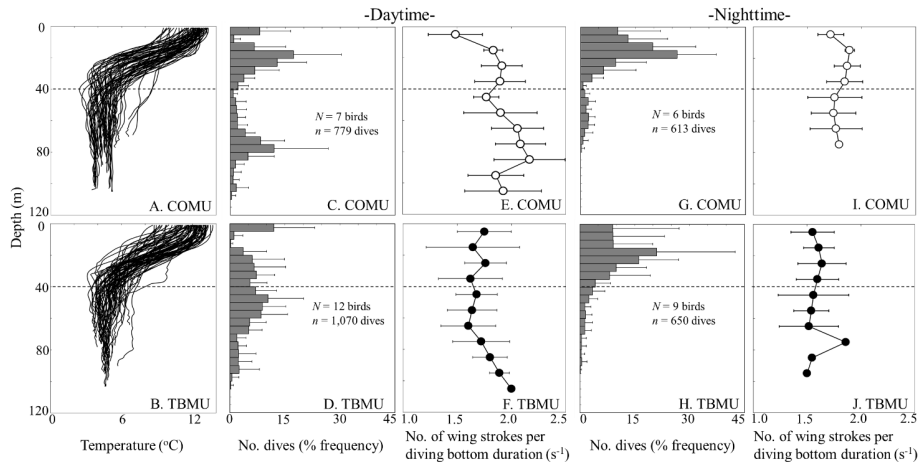 -Daytime-
-Nighttime-
Depth (m)
0
40
80
120
A. COMU
N = 7 birds
n = 779 dives
C. COMU
E. COMU
N = 6 birds
n = 613 dives
G. COMU
I. COMU
0
40
80
120
B. TBMU
N = 12 birds
n = 1,070 dives
D. TBMU
F. TBMU
N = 9 birds
n = 650 dives
H. TBMU
J. TBMU
0 6 12
0 15 30 45
1.0 1.5 2.0 2.5
0 15 30 45
1.0 1.5 2.0 2.5
Temperature (°C)
No. dives (% frequency)
No. of wing strokes per
diving bottom duration (s⁻¹)
No. dives (% frequency)
No. of wing strokes per
diving bottom duration (s⁻¹)